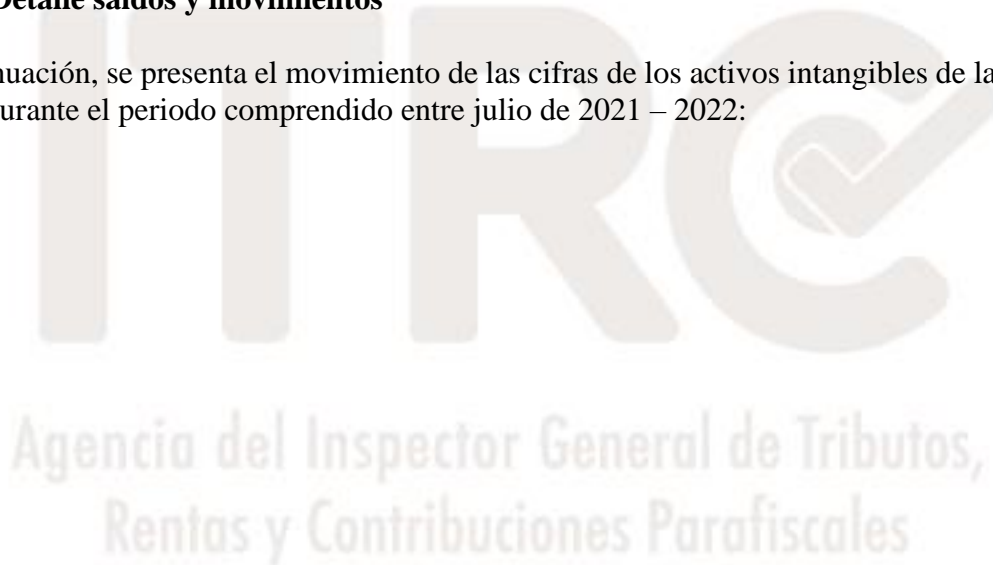 Detalle saldos y movimientos
nuación, se presenta el movimiento de las cifras de los activos intangibles de la
urante el periodo comprendido entre julio de 2021 – 2022:
ITRC
Agencia del Inspector General de Tributos,
Rentas y Contribuciones Parafiscales